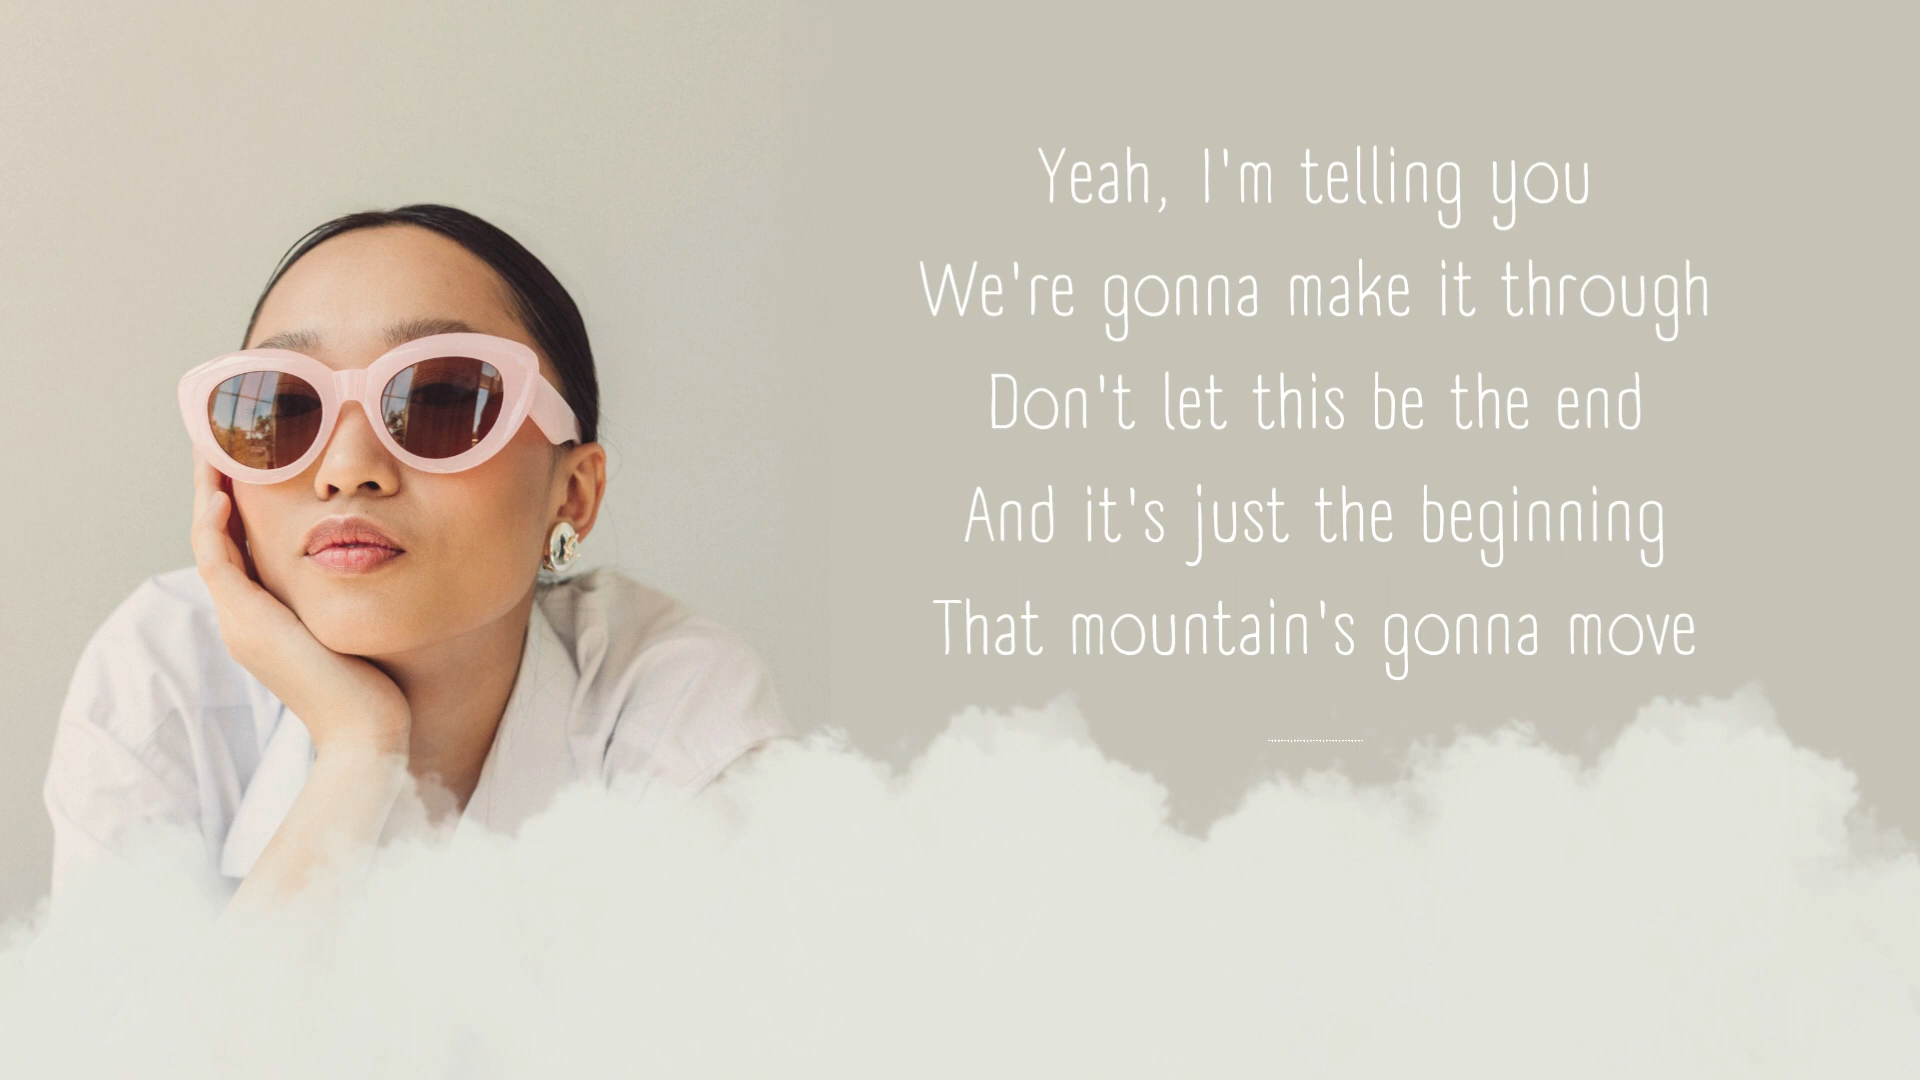 Yeah, I'm telling you
We're gonna make it through
Don't let this be the end
And it's just the beginning
That mountain's gonna move